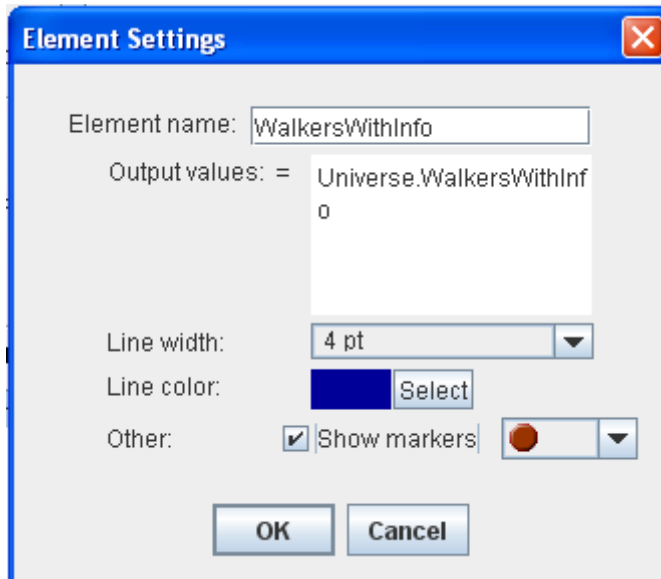 Element Settings
Element name: WalkersWithInfo
Output values: = Universe.WalkersWithInf
o
Line width: 4 pt
Line color: Select
Other: Show markers
OK Cancel